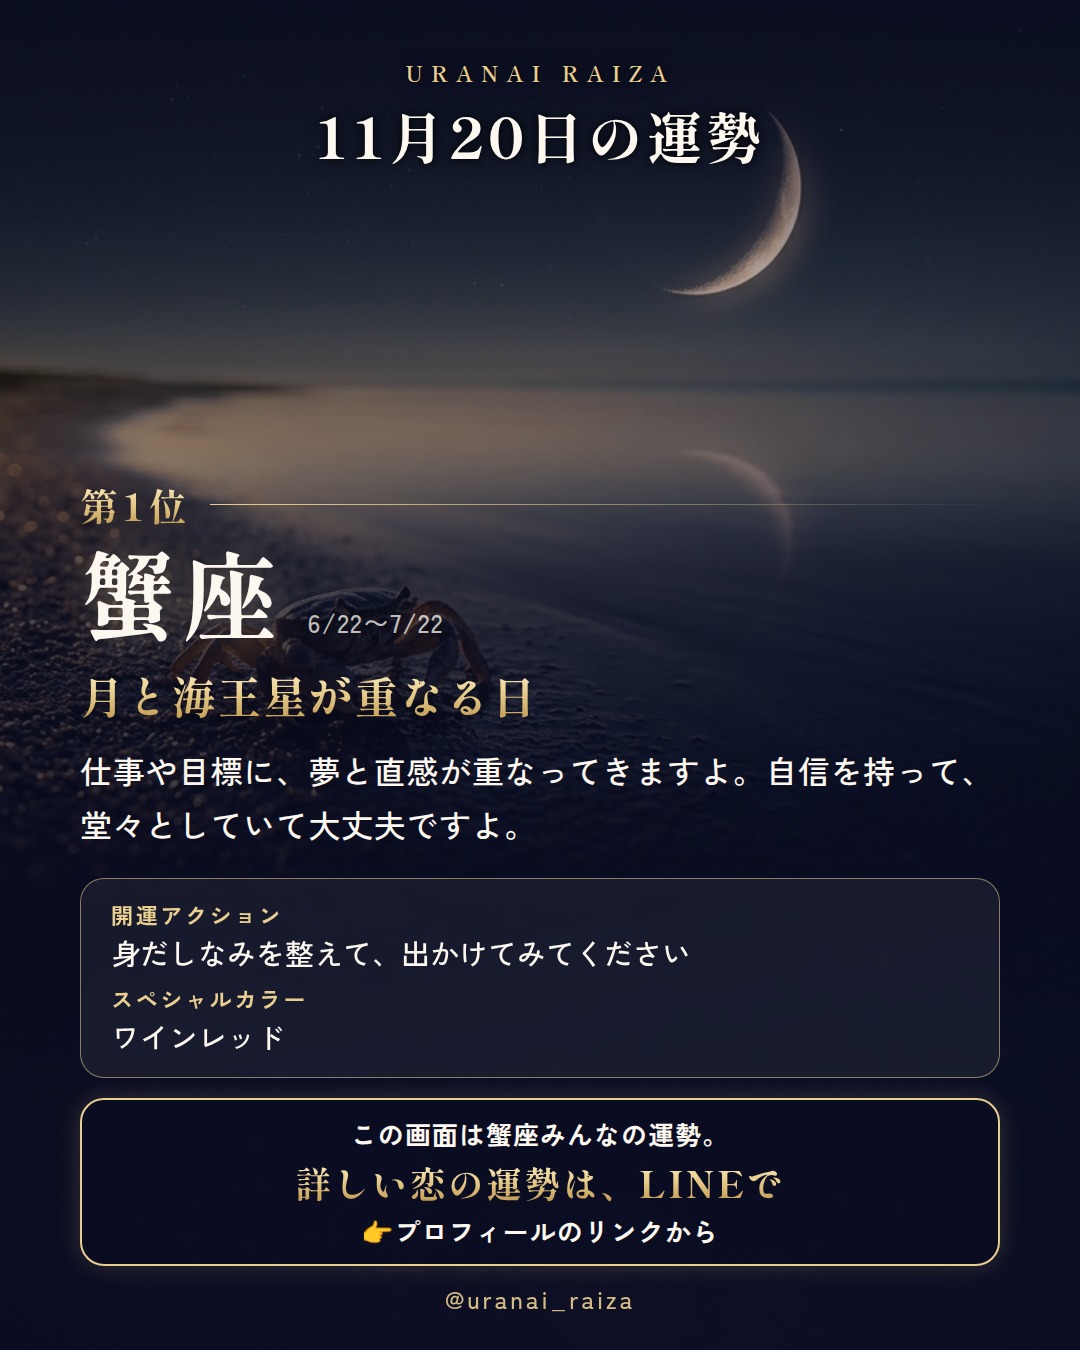 URANAI RAIZA
11月20日の運勢
第1位
蟹座 6/22〜7/22
月と海王星が重なる日
仕事や目標に、夢と直感が重なってきますよ。自信を持って、
堂々としていて大丈夫ですよ。
開運アクション
身だしなみを整えて、出かけてみてください
スペシャルカラー
ワインレッド
この画面は蟹座みんなの運勢。
詳しい恋の運勢は、LINEで
👉プロフィールのリンクから
@uranai_raiza